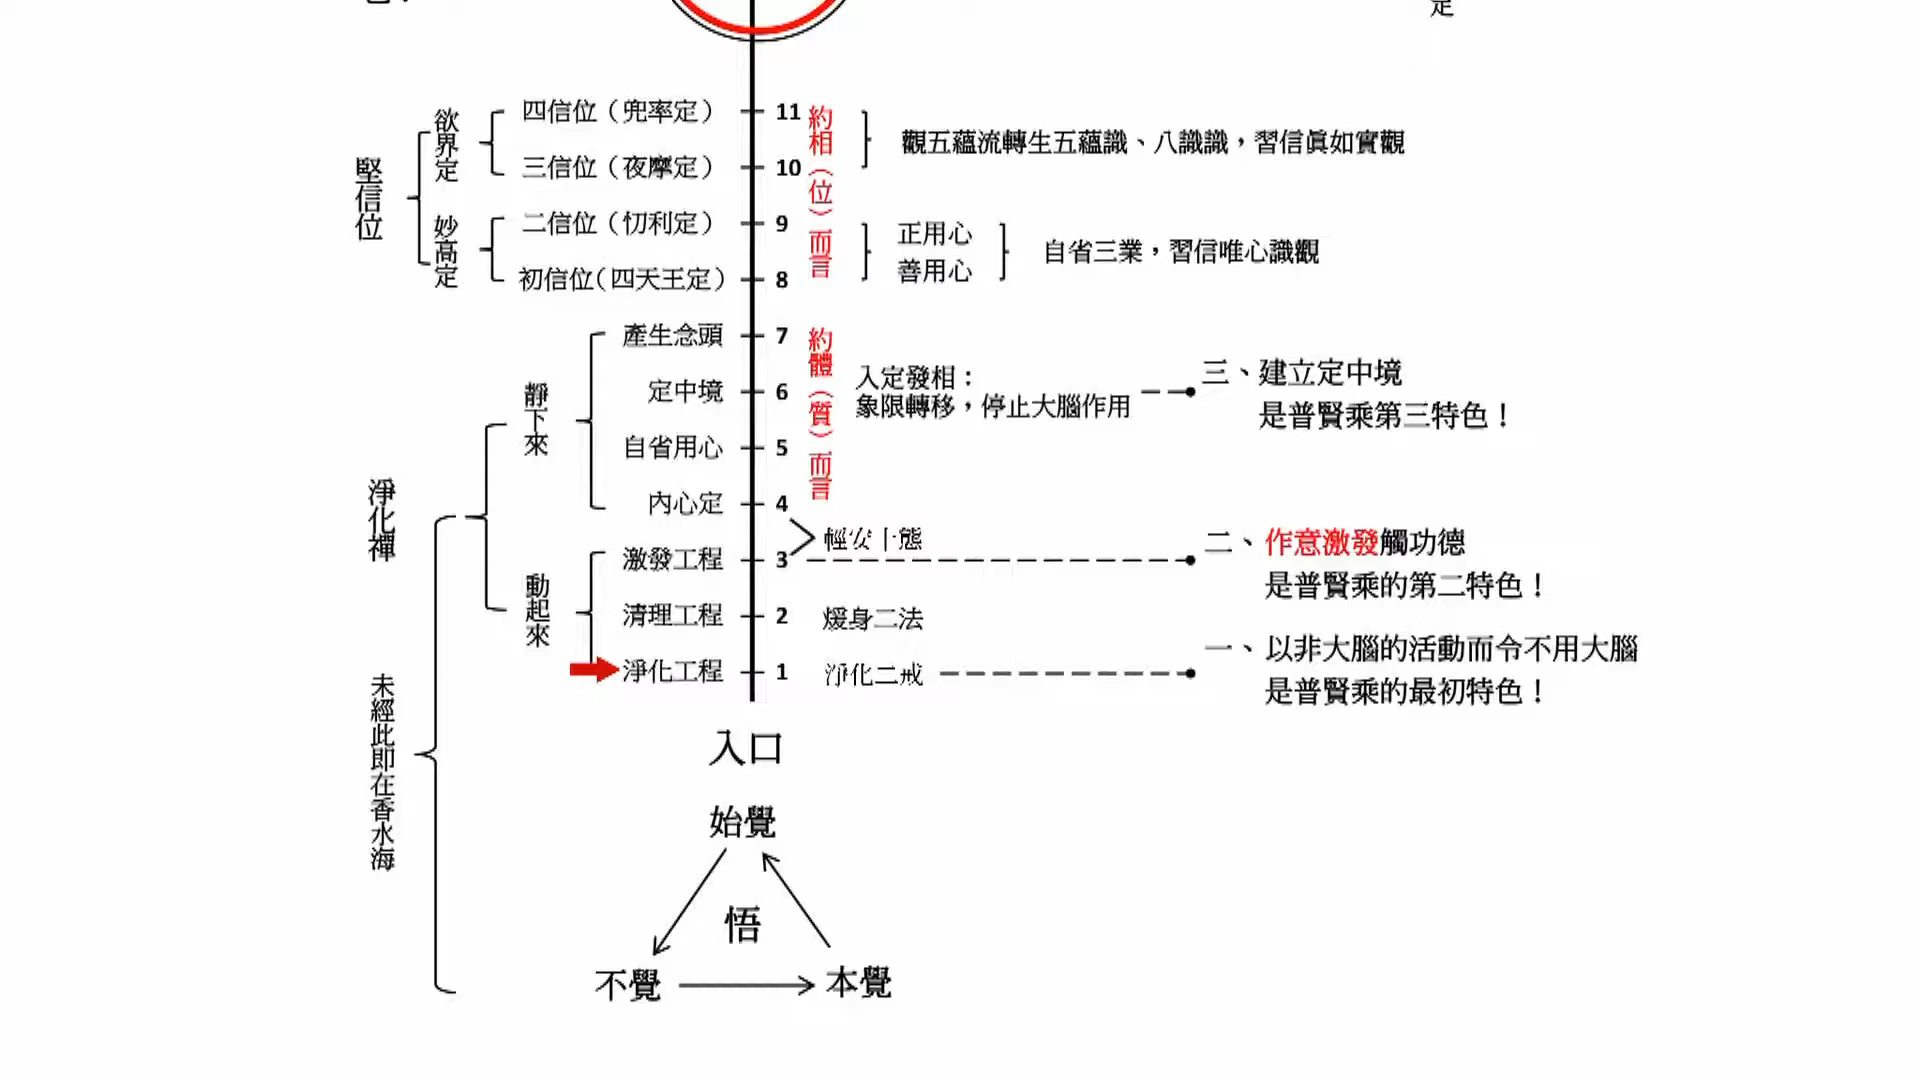 定
堅信位
欲界定
妙高定
四信位（兜率定） 11
三信位（夜摩定） 10
二信位（忉利定） 9
初信位（四天王定） 8
約相（位）而言
觀五蘊流轉生五蘊識、八識識，習信眞如實觀
正用心
善用心
自省三業，習信唯心識觀
淨化禪
靜下來
產生念頭 7
定中境 6
自省用心 5
內心定 4
約體（質）而言
入定發相：
象限轉移，停止大腦作用
三、建立定中境
是普賢乘第三特色！
動起來
激發工程 3
清理工程 2
淨化工程 1
輕安十態
煖身二法
淨化二戒
二、作意激發觸功德
是普賢乘的第二特色！
一、以非大腦的活動而令不用大腦
是普賢乘的最初特色！
未經此即在香水海
入口
始覺
悟
不覺
本覺